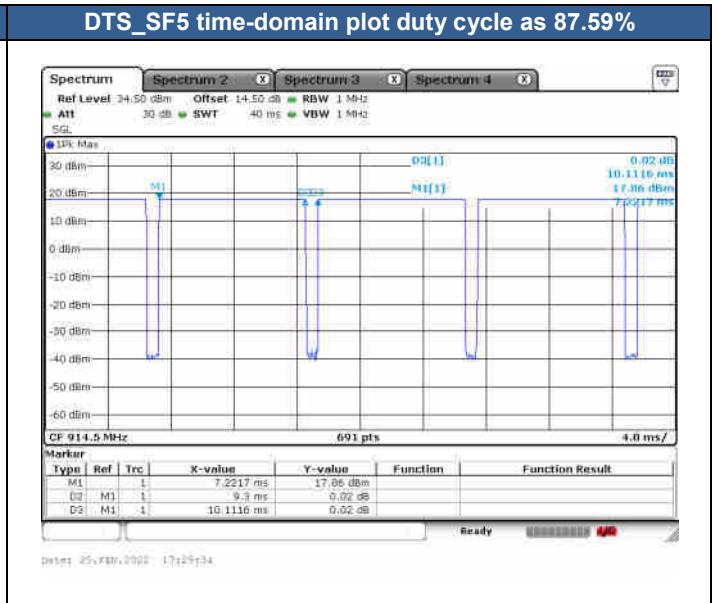 DTS_SF5 time-domain plot duty cycle as 87.59%
Spectrum Spectrum 2 X Spectrum 3 X Spectrum 4 X
Ref Level 34.50 dBm Offset 14.50 dB RBW 1 MHz
Att 30 dB SWT 40 ms VBW 1 MHz
SGL
1Pk Max
D3[1] 0.02 dB
10.1116 ms
M1[1] 17.86 dBm
7.2217 ms
M1
30 dBm
20 dBm
10 dBm
0 dBm
-10 dBm
-20 dBm
-30 dBm
-40 dBm
-50 dBm
-60 dBm
CF 914.5 MHz 691 pts 4.0 ms/
Marker
Type Ref Trc X-value Y-value Function Function Result
M1 1 7.2217 ms 17.86 dBm
D2 M1 1 9.3 ms 0.02 dB
D3 M1 1 10.1116 ms 0.02 dB
Ready